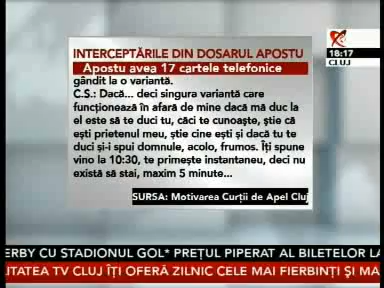 INTERCEPTĂRILE DIN DOSARUL APOSTU
Apostu avea 17 cartele telefonice
gândit la o variantă.
C.Ș.: Dacă... deci singura variantă care
funcționează în afară de mine dacă mă duc la
el este să te duci tu, căci te cunoaște, știe că
ești prietenul meu, știe cine ești și dacă tu te
duci și-i spui domnule, acolo, frumos. Îți spune
vino la 10:30, te primește instantaneu, deci nu
există să stai, maxim 5 minute...
SURSA: Motivarea Curții de Apel Cluj
18:17
CLUJ
ERBY CU STADIONUL GOL* PREȚUL PIPERAT AL BILETELOR LA
LITATEA TV CLUJ ÎȚI OFERĂ ZILNIC CELE MAI FIERBINȚI ȘI MA